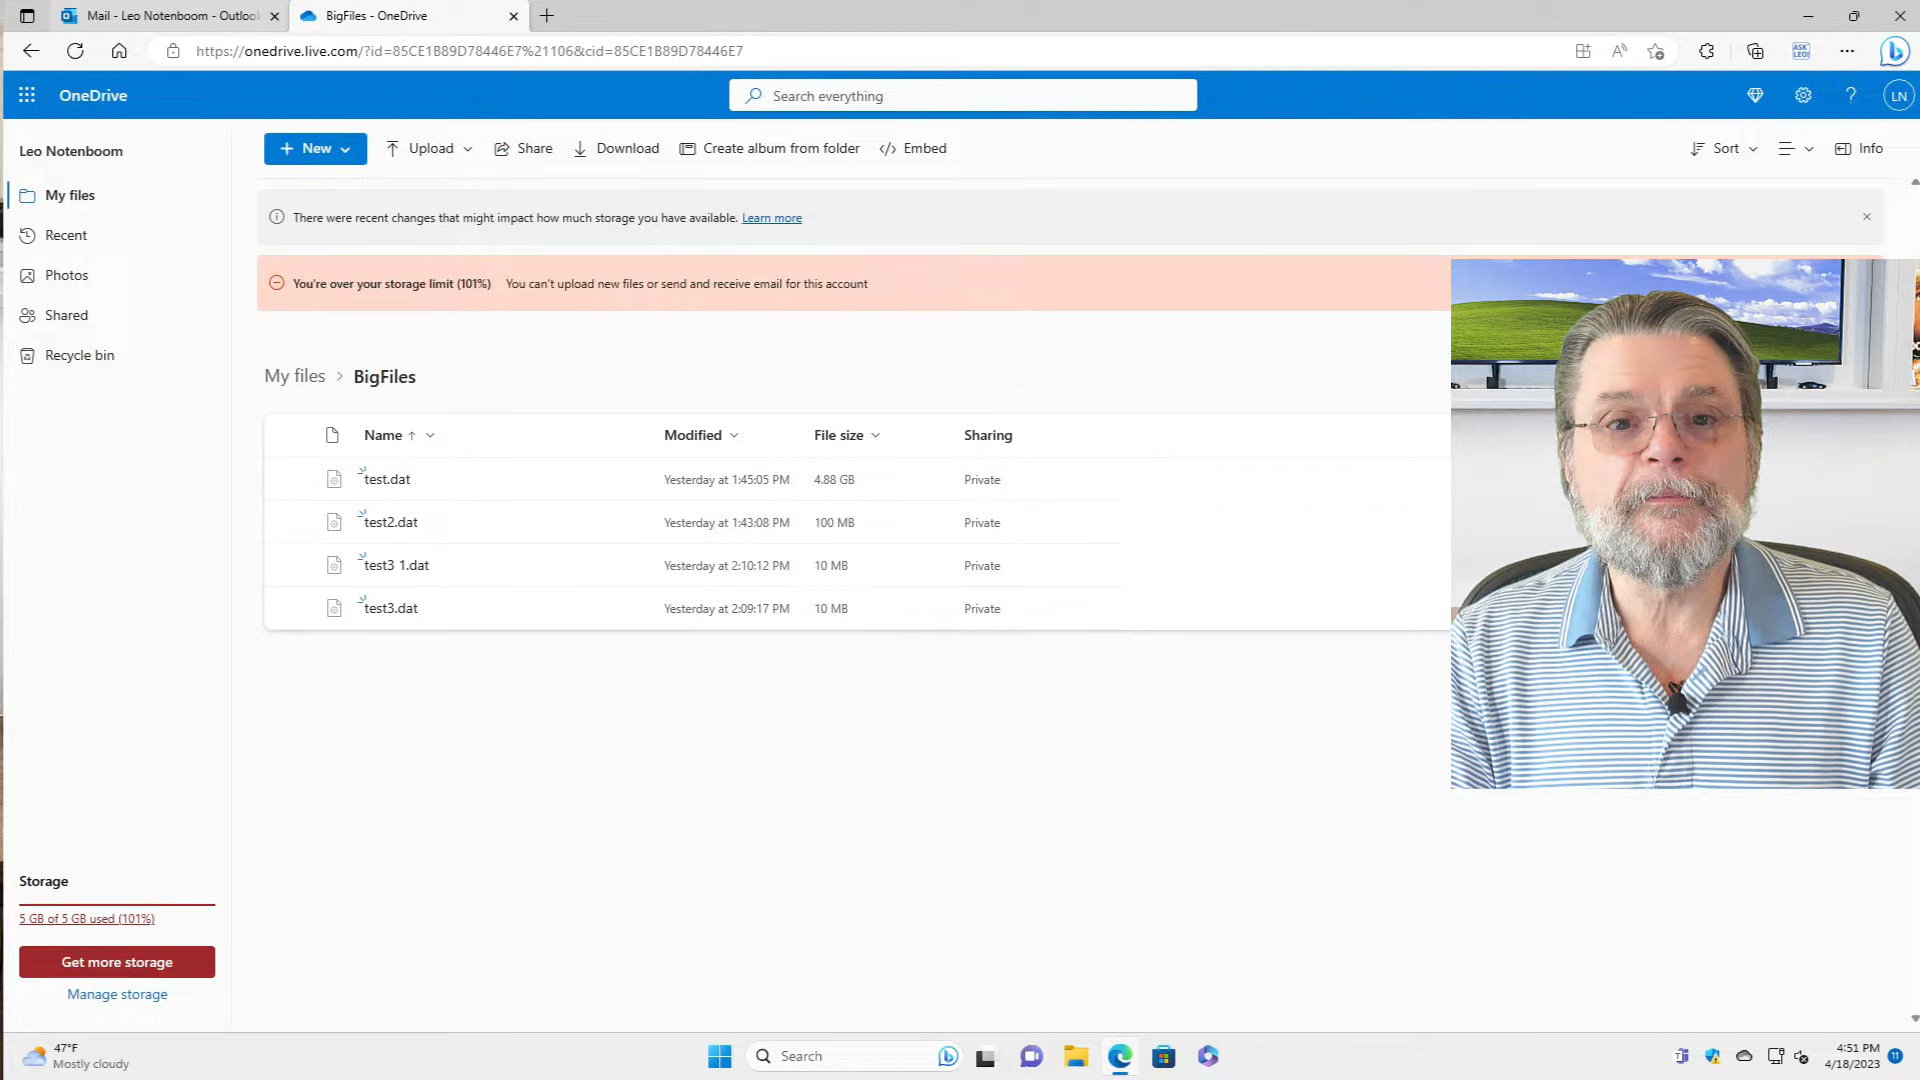 Mail - Leo Notenboom - Outlook
BigFiles - OneDrive
https://onedrive.live.com/?id=85CE1B89D78446E7%21106&cid=85CE1B89D78446E7
ASK LEO!
OneDrive
Search everything
LN
Leo Notenboom
New
Upload
Share
Download
Create album from folder
Embed
Sort
Info
My files
Recent
Photos
Shared
Recycle bin
There were recent changes that might impact how much storage you have available. Learn more
You're over your storage limit (101%) You can't upload new files or send and receive email for this account
My files > BigFiles
Name Modified File size Sharing
test.dat Yesterday at 1:45:05 PM 4.88 GB Private
test2.dat Yesterday at 1:43:08 PM 100 MB Private
test3 1.dat Yesterday at 2:10:12 PM 10 MB Private
test3.dat Yesterday at 2:09:17 PM 10 MB Private
Storage
5 GB of 5 GB used (101%)
Get more storage
Manage storage
47°F
Mostly cloudy
Search
4:51 PM
4/18/2023
11